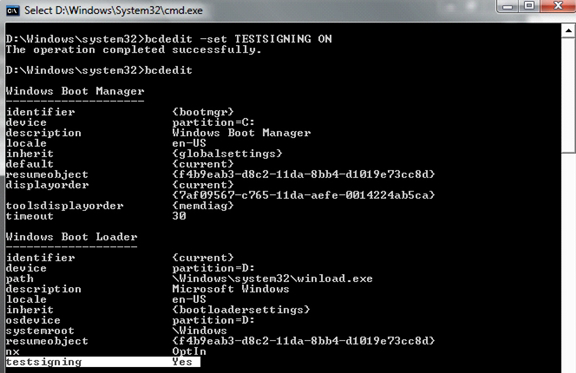 Select D:\Windows\System32\cmd.exe
D:\Windows\system32>bcdedit -set TESTSIGNING ON
The operation completed successfully.
D:\Windows\system32>bcdedit
Windows Boot Manager
--------------------
identifier {bootmgr}
device partition=C:
description Windows Boot Manager
locale en-US
inherit {globalsettings}
default {current}
resumeobject {f4b9eab3-d8c2-11da-8bb4-d1019e73cc8d}
displayorder {current}
{7af09567-c765-11da-aefe-0014224ab5ca}
toolsdisplayorder {memdiag}
timeout 30
Windows Boot Loader
-------------------
identifier {current}
device partition=D:
path \Windows\system32\winload.exe
description Microsoft Windows
locale en-US
inherit {bootloadersettings}
osdevice partition=D:
systemroot \Windows
resumeobject {f4b9eab3-d8c2-11da-8bb4-d1019e73cc8d}
nx OptIn
testsigning Yes